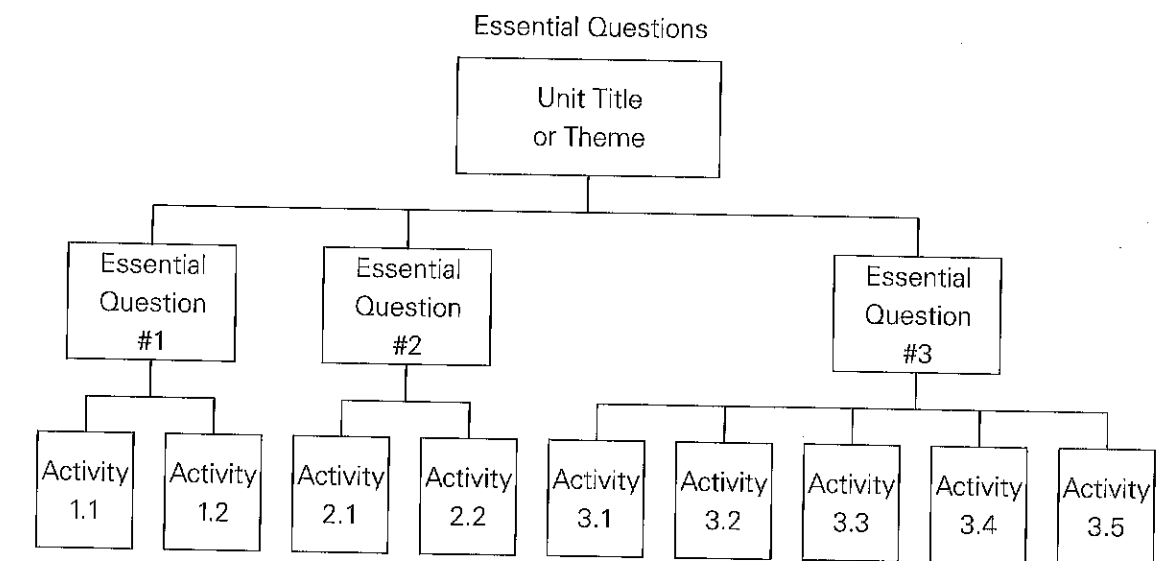 Essential Questions
Unit Title
or Theme
Essential
Question
#1
Essential
Question
#2
Essential
Question
#3
Activity
1.1
Activity
1.2
Activity
2.1
Activity
2.2
Activity
3.1
Activity
3.2
Activity
3.3
Activity
3.4
Activity
3.5